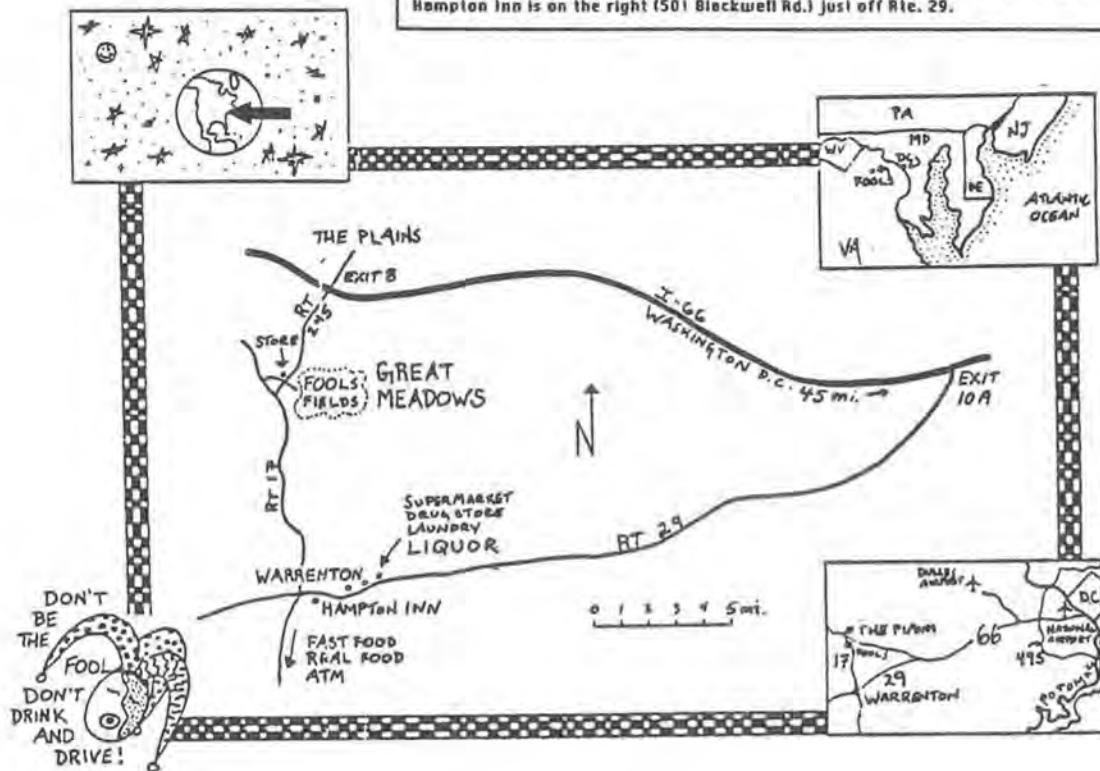 Hampton Inn is on the right (501 Blackwell Rd.) just off Rte. 29.
PA
NJ
MD
WV
DC
FOOLS
DE
ATLANTIC
OCEAN
VA
THE PLAINS
EXIT 8
RT
245
I-66
WASHINGTON D.C.
45 mi.
STORE
FOOLS
FIELDS
GREAT
MEADOWS
EXIT
10A
N
RT 17
SUPERMARKET
DRUG STORE
LAUNDRY
LIQUOR
RT 29
WARRENTON
HAMPTON INN
0 1 2 3 4 5 mi.
FAST FOOD
REAL FOOD
ATM
DULLES
AIRPORT
D.C.
NATIONAL
AIRPORT
THE PLAINS
FOOLS
66
495
17
29
WARRENTON
POTOMAC
DON'T
BE
THE
FOOL
DON'T
DRINK
AND
DRIVE!